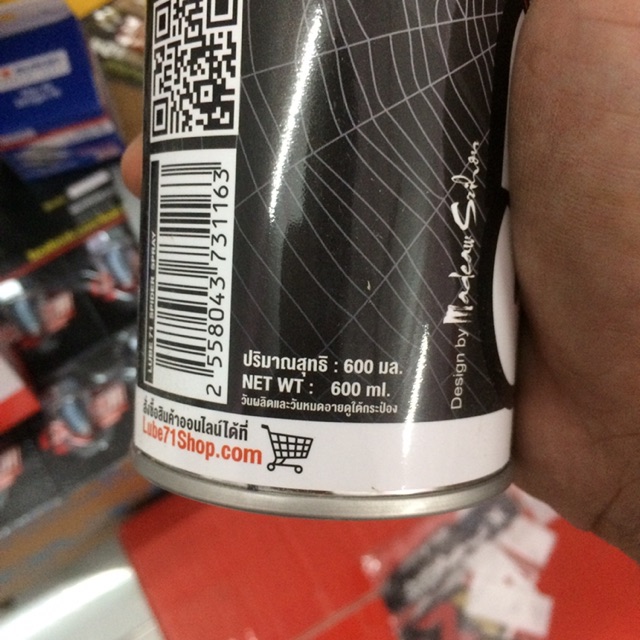 LUBE71 SHOOT SPRAY
2 558043 731163
ปริมาณสุทธิ : 600 มล.
NET WT : 600 ml.
วันผลิตและวันหมดอายุดูใต้กระป๋อง
สั่งซื้อสินค้าออนไลน์ได้ที่
Lube71Shop.com
Design by